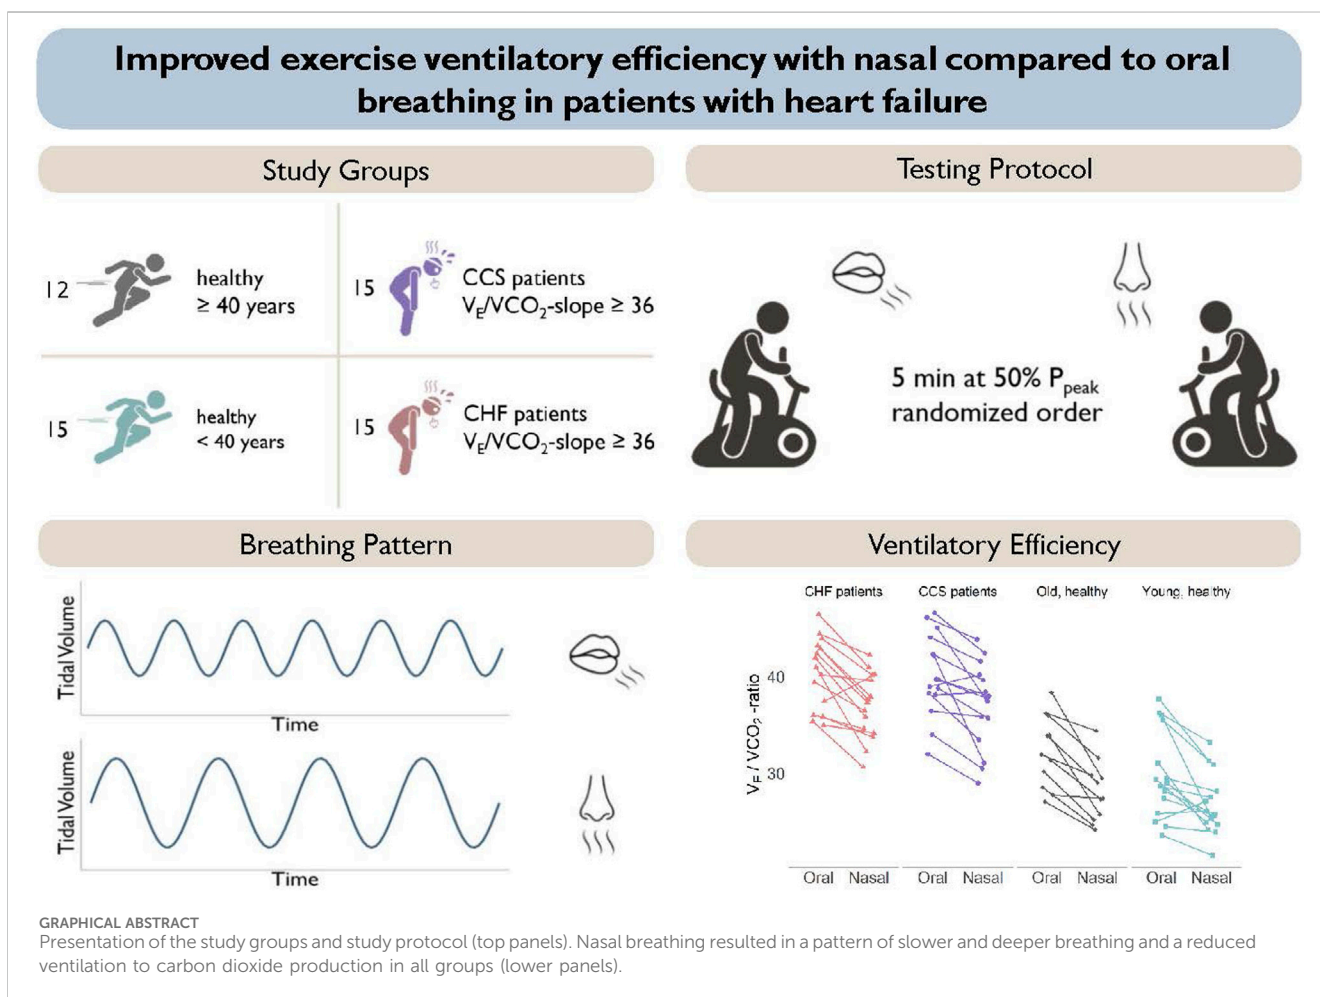 Improved exercise ventilatory efficiency with nasal compared to oral
breathing in patients with heart failure
Study Groups
12
healthy
≥ 40 years
15
CCS patients
V_E/VCO₂-slope ≥ 36
15
healthy
< 40 years
15
CHF patients
V_E/VCO₂-slope ≥ 36
Testing Protocol
5 min at 50% P_peak
randomized order
Breathing Pattern
Tidal Volume
Time
Tidal Volume
Time
Ventilatory Efficiency
CHF patients
CCS patients
Old, healthy
Young, healthy
V_E / VCO₂ -ratio
40
30
Oral Nasal
Oral Nasal
Oral Nasal
Oral Nasal
GRAPHICAL ABSTRACT
Presentation of the study groups and study protocol (top panels). Nasal breathing resulted in a pattern of slower and deeper breathing and a reduced
ventilation to carbon dioxide production in all groups (lower panels).